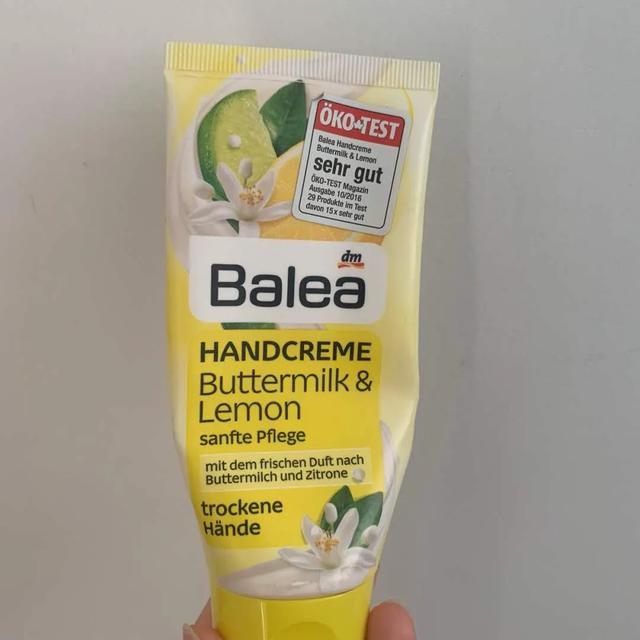 ÖKO-TEST
Balea Handcreme
Buttermilk & Lemon
sehr gut
ÖKO-TEST Magazin
Ausgabe 10/2016
29 Produkte im Test
davon 15 x sehr gut
dm
Balea
HANDCREME
Buttermilk &
Lemon
sanfte Pflege
mit dem frischen Duft nach
Buttermilch und Zitrone
trockene
Hände